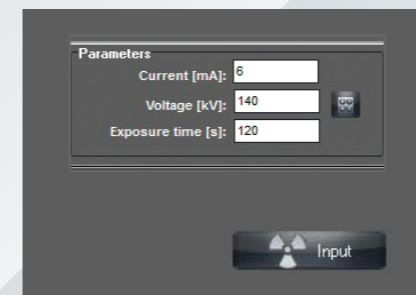 Parameters
Current [mA]: 6
Voltage [kV]: 140
Exposure time [s]: 120
Input